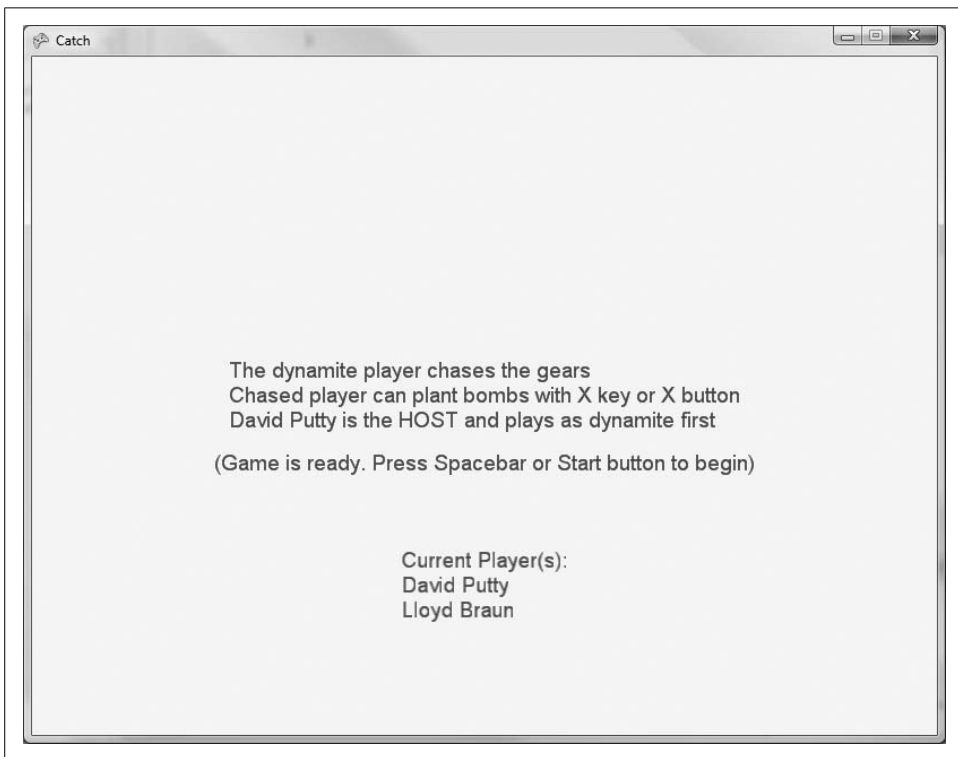 Catch
The dynamite player chases the gears
Chased player can plant bombs with X key or X button
David Putty is the HOST and plays as dynamite first
(Game is ready. Press Spacebar or Start button to begin)
Current Player(s):
David Putty
Lloyd Braun